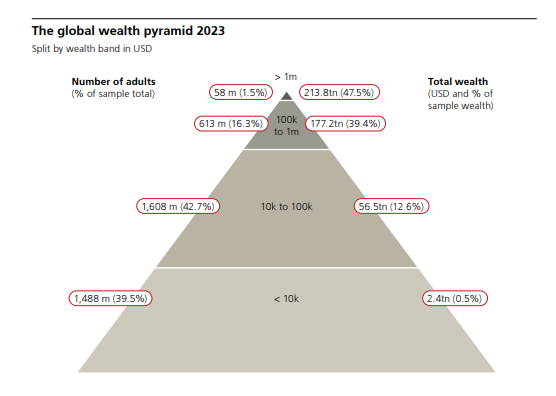 The global wealth pyramid 2023
Split by wealth band in USD
Number of adults
(% of sample total)
> 1m
Total wealth
(USD and % of
sample wealth)
58 m (1.5%)
213.8tn (47.5%)
613 m (16.3%)
100k
to 1m
177.2tn (39.4%)
1,608 m (42.7%)
10k to 100k
56.5tn (12.6%)
1,488 m (39.5%)
< 10k
2.4tn (0.5%)